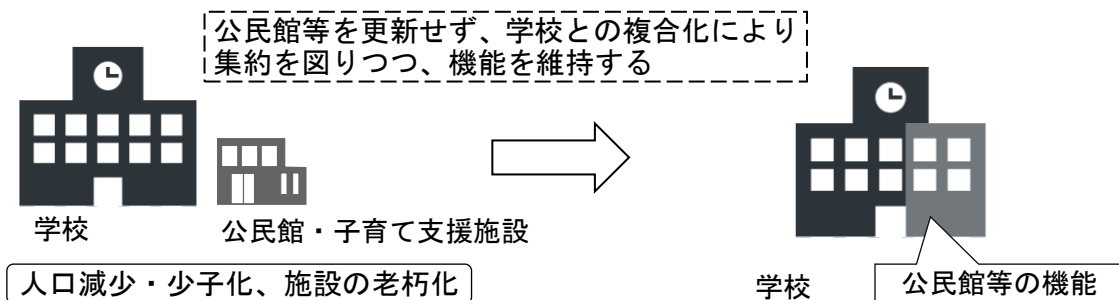 公民館等を更新せず、学校との複合化により
集約を図りつつ、機能を維持する
学校
公民館・子育て支援施設
人口減少・少子化、施設の老朽化
学校
公民館等の機能